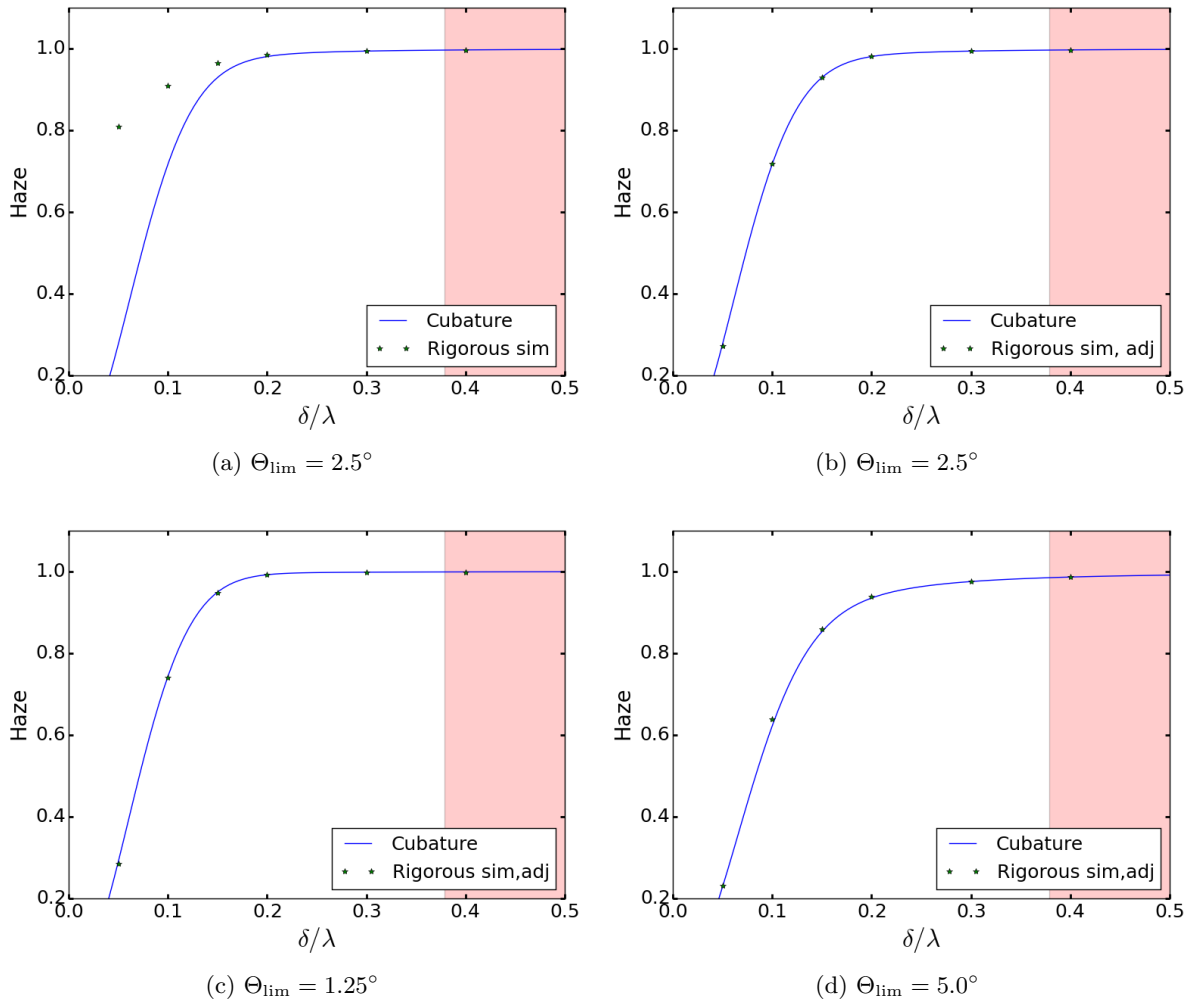 1.0
0.8
0.6
0.4
0.2
Haze
0.0 0.1 0.2 0.3 0.4 0.5
δ/λ
Cubature
Rigorous sim
(a) Θlim = 2.5°
1.0
0.8
0.6
0.4
0.2
Haze
0.0 0.1 0.2 0.3 0.4 0.5
δ/λ
Cubature
Rigorous sim, adj
(b) Θlim = 2.5°
1.0
0.8
0.6
0.4
0.2
Haze
0.0 0.1 0.2 0.3 0.4 0.5
δ/λ
Cubature
Rigorous sim,adj
(c) Θlim = 1.25°
1.0
0.8
0.6
0.4
0.2
Haze
0.0 0.1 0.2 0.3 0.4 0.5
δ/λ
Cubature
Rigorous sim,adj
(d) Θlim = 5.0°